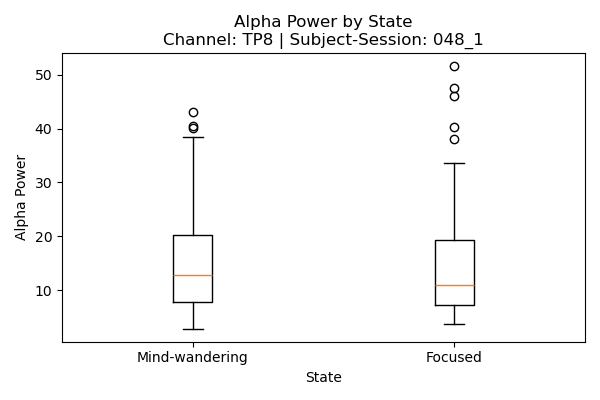 Alpha Power by State
Channel: TP8 | Subject-Session: 048_1
50
40
30
20
10
Alpha Power
Mind-wandering
Focused
State